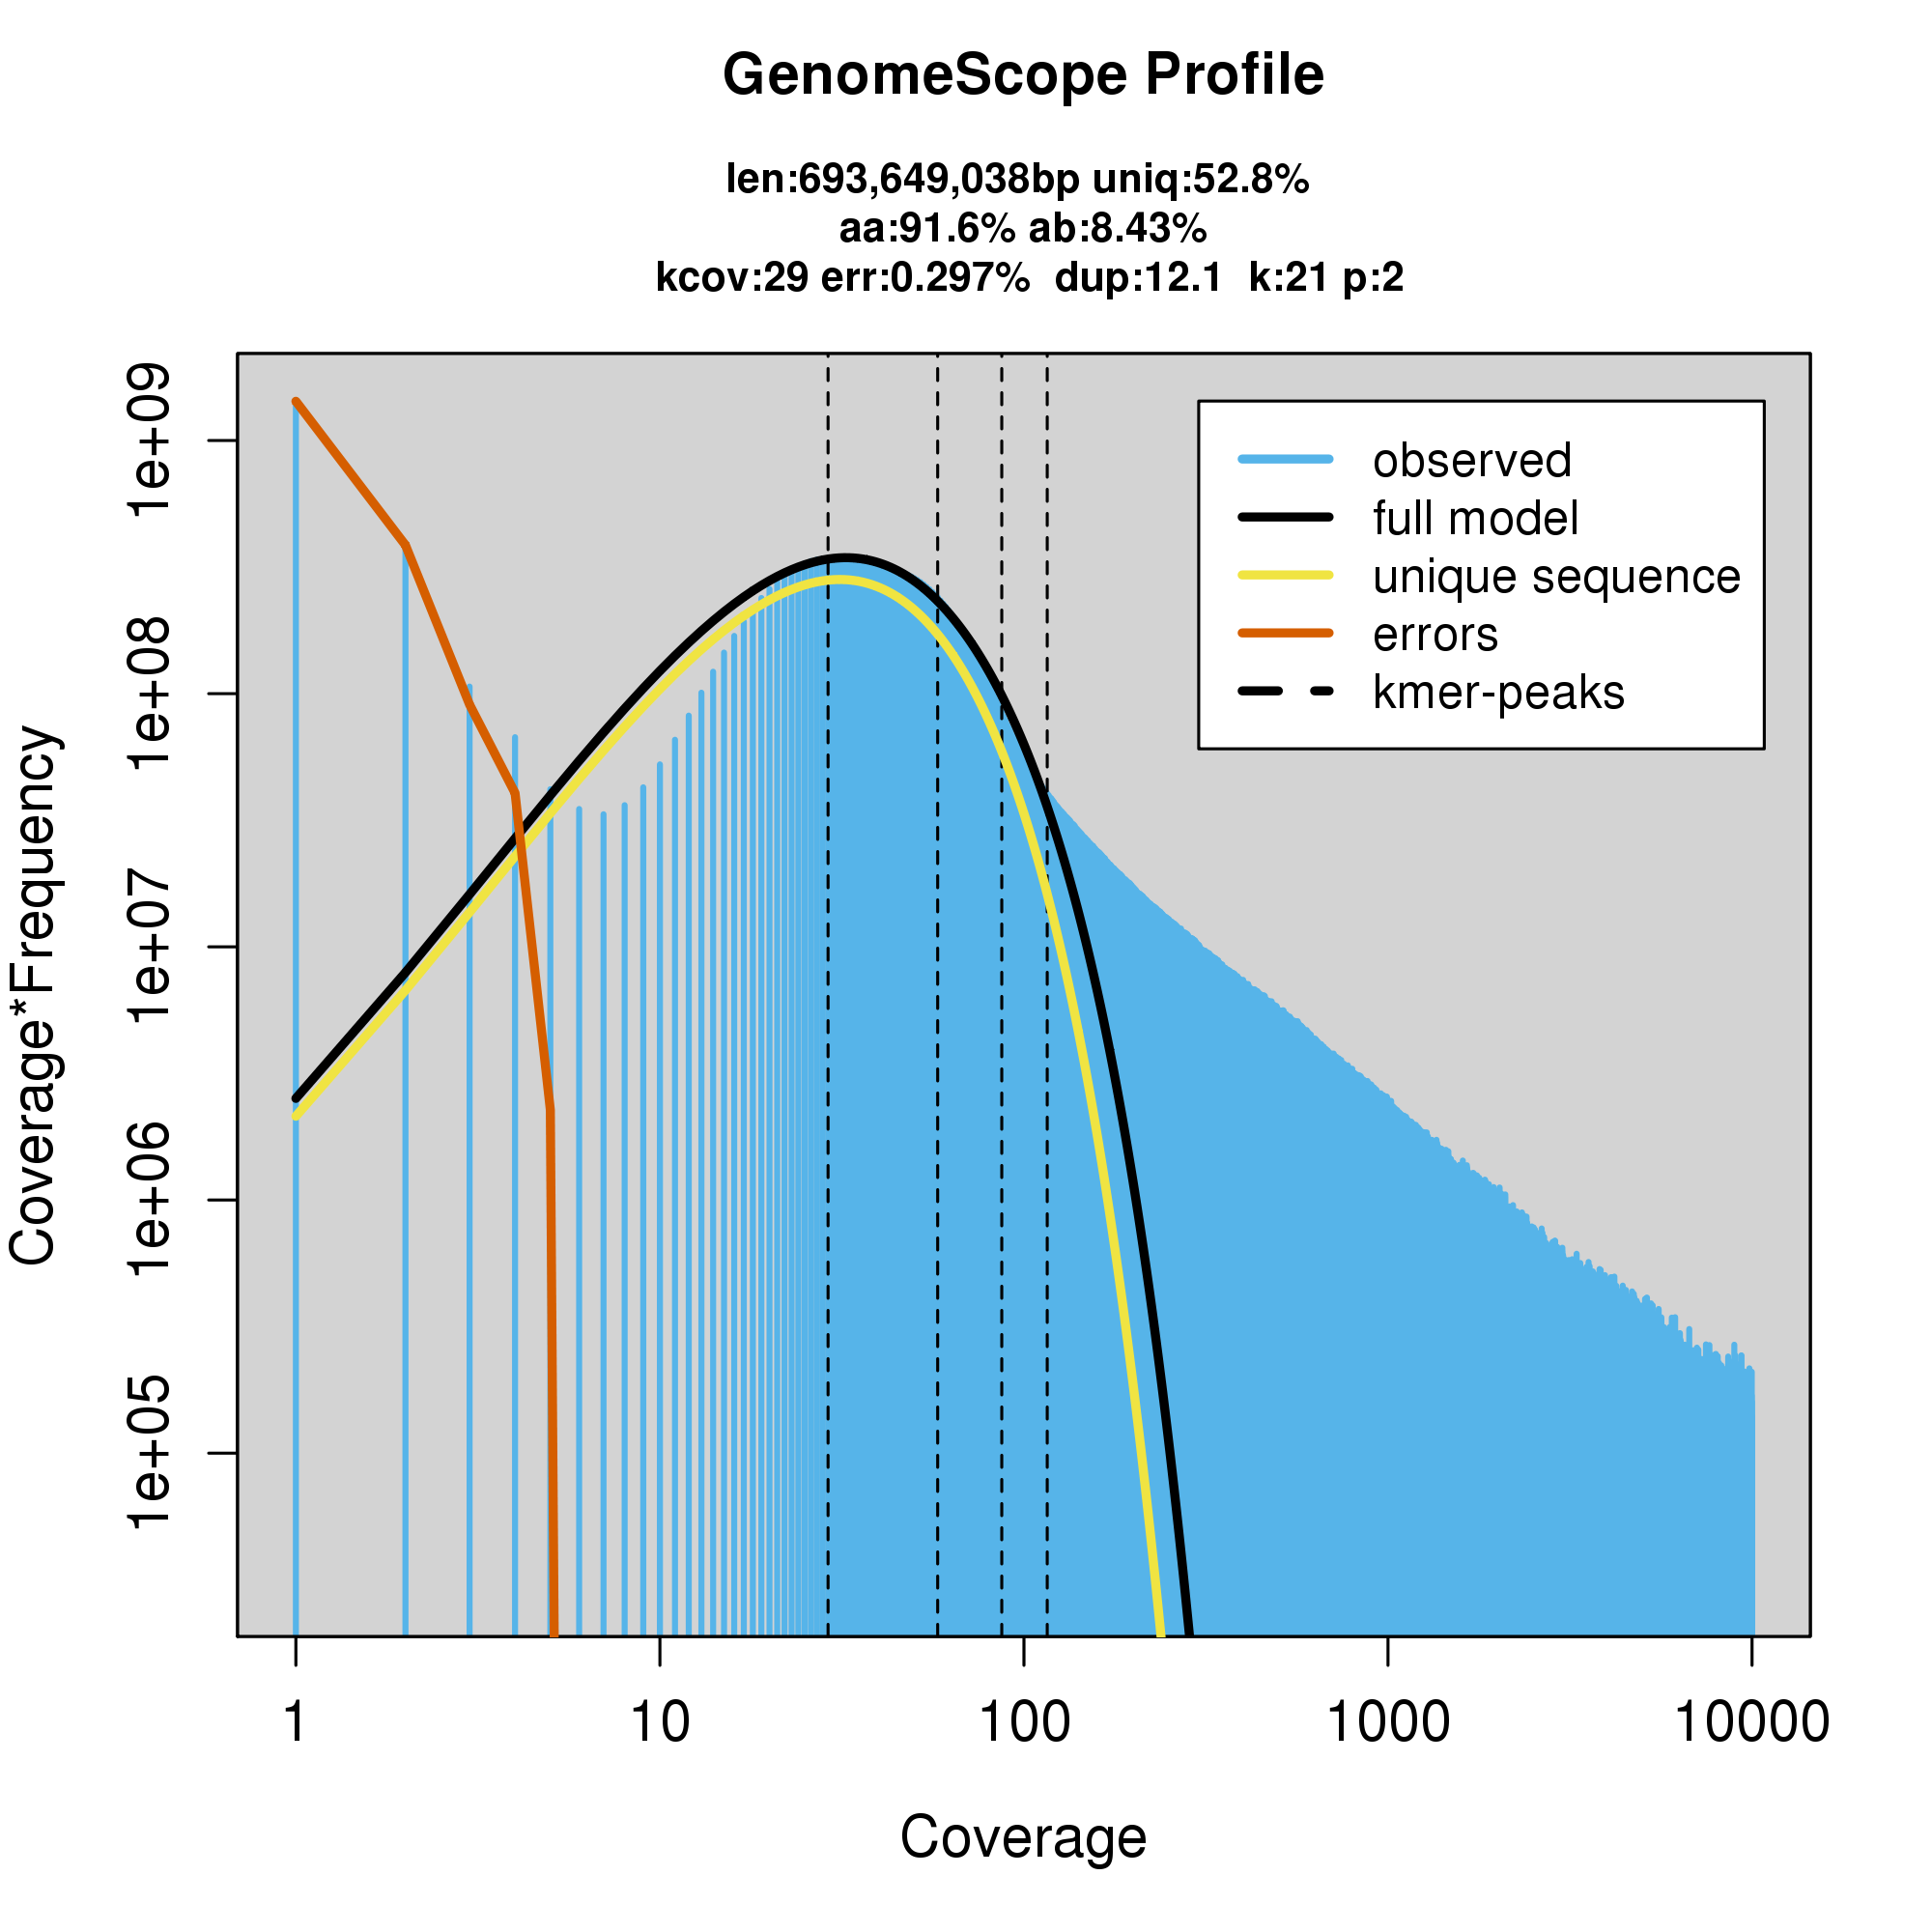 GenomeScope Profile
len:693,649,038bp uniq:52.8%
aa:91.6% ab:8.43%
kcov:29 err:0.297%  dup:12.1  k:21 p:2
observed
full model
unique sequence
errors
kmer-peaks
Coverage*Frequency
1e+09
1e+08
1e+07
1e+06
1e+05
1 10 100 1000 10000
Coverage